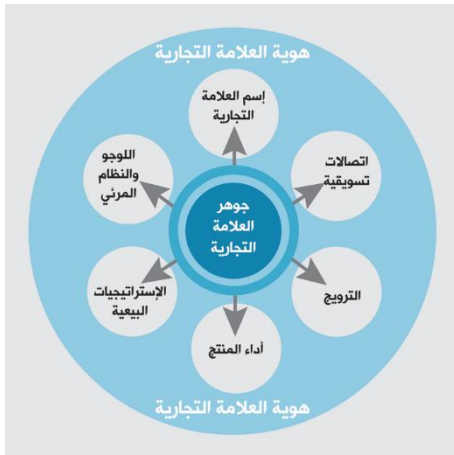 هوية العلامة التجارية
إسم العلامة
التجارية
اتصالات
تسويقية
اللوجو
والنظام
المرئي
جوهر
العلامة
التجارية
الترويج
الإستراتيجيات
البيعية
أداء المنتج
هوية العلامة التجارية